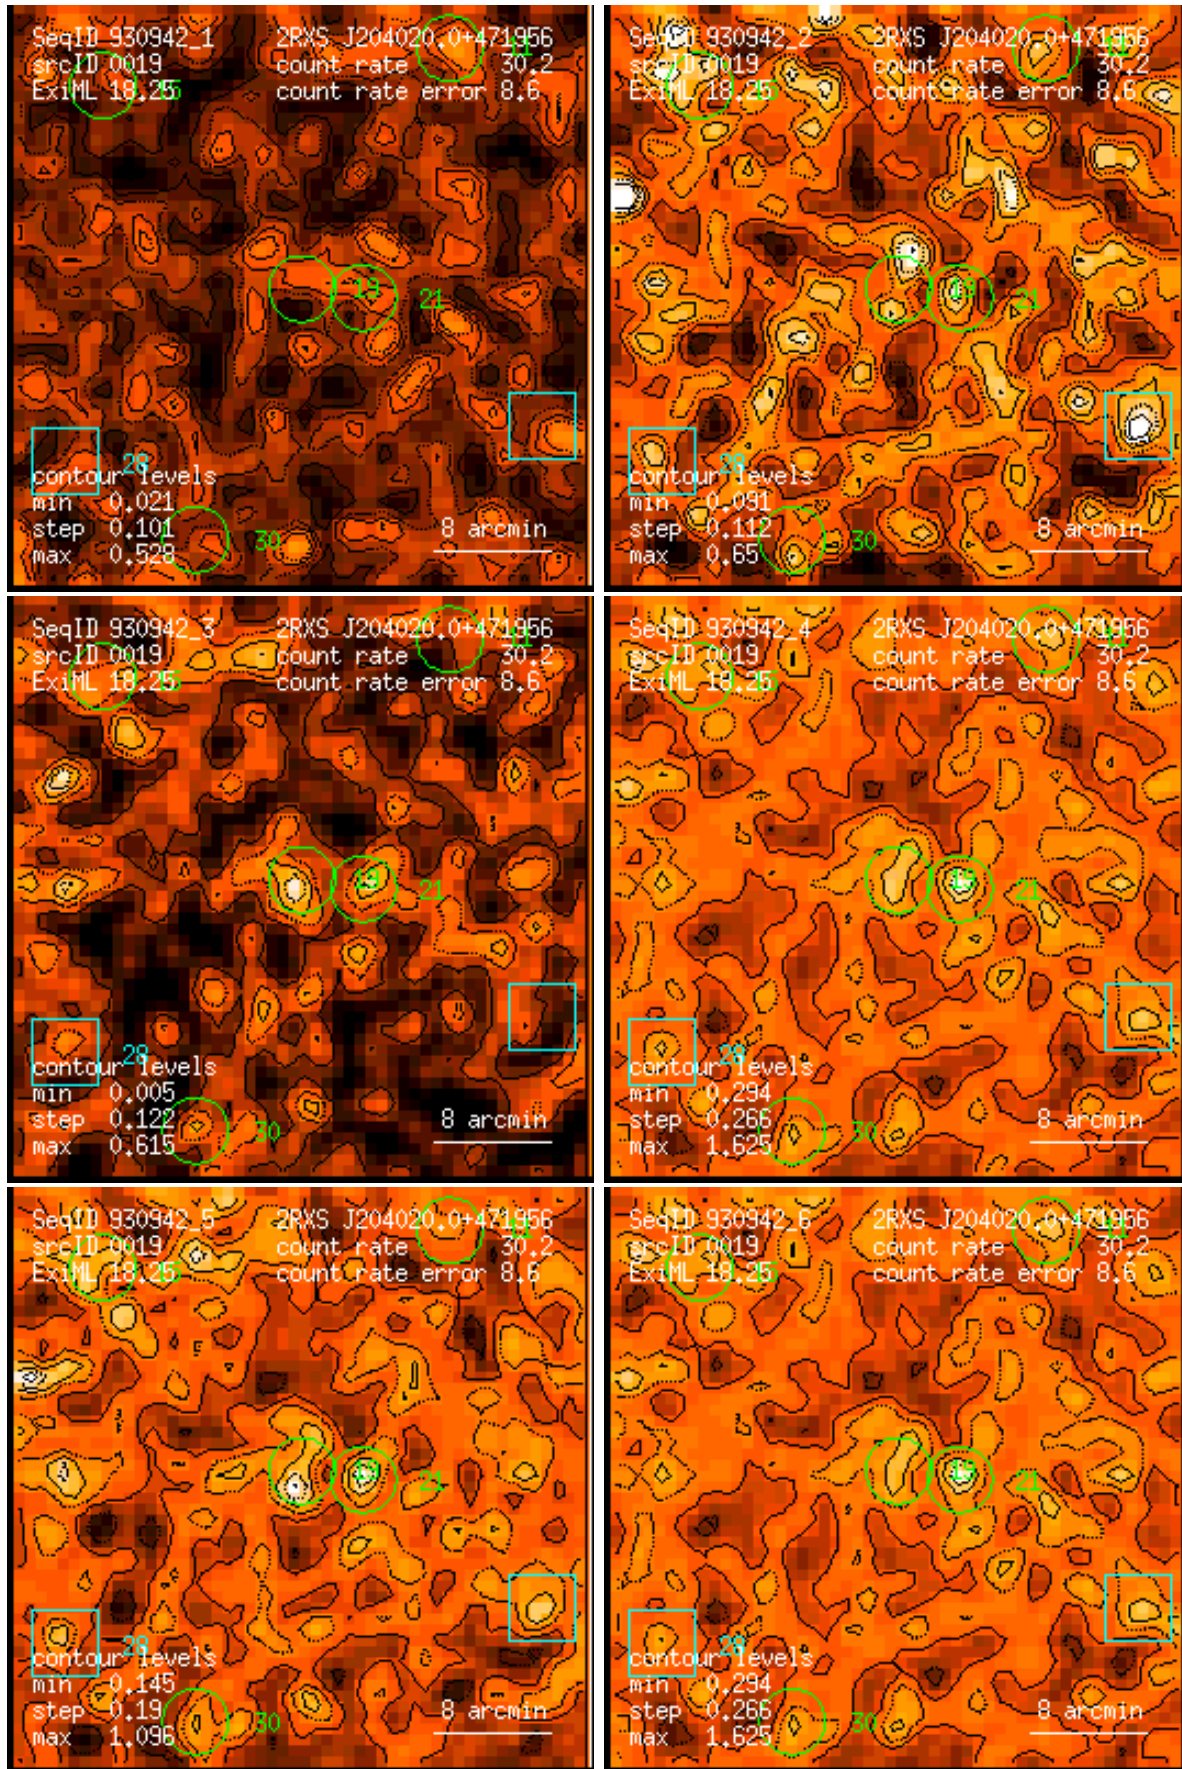 SeqID 930942_1 2RXS J204020.0+471956
srcID 0019 count rate 30.2
ExiML 18.25 count rate error 8.6
19 21
28
contour levels
min 0.021
step 0.101 8 arcmin
max 0.528 30
SeqID 930942_2 2RXS J204020.0+471956
srcID 0019 count rate 30.2
ExiML 18.25 count rate error 8.6
19 21
contour levels
min 0.091
step 0.112 8 arcmin
max 0.65 30
SeqID 930942_3 2RXS J204020.0+471956
srcID 0019 count rate 30.2
ExiML 18.25 count rate error 8.6
19 21
contour levels
min 0.005
step 0.122 8 arcmin
max 0.615 30
SeqID 930942_4 2RXS J204020.0+471956
srcID 0019 count rate 30.2
ExiML 18.25 count rate error 8.6
19 21
contour levels
min 0.294
step 0.266 8 arcmin
max 1.625 30
SeqID 930942_5 2RXS J204020.0+471956
srcID 0019 count rate 30.2
ExiML 18.25 count rate error 8.6
19 21
contour levels
min 0.145
step 0.19 8 arcmin
max 1.096 30
SeqID 930942_6 2RXS J204020.0+471956
srcID 0019 count rate 30.2
ExiML 18.25 count rate error 8.6
19 21
contour levels
min 0.294
step 0.266 8 arcmin
max 1.625 30